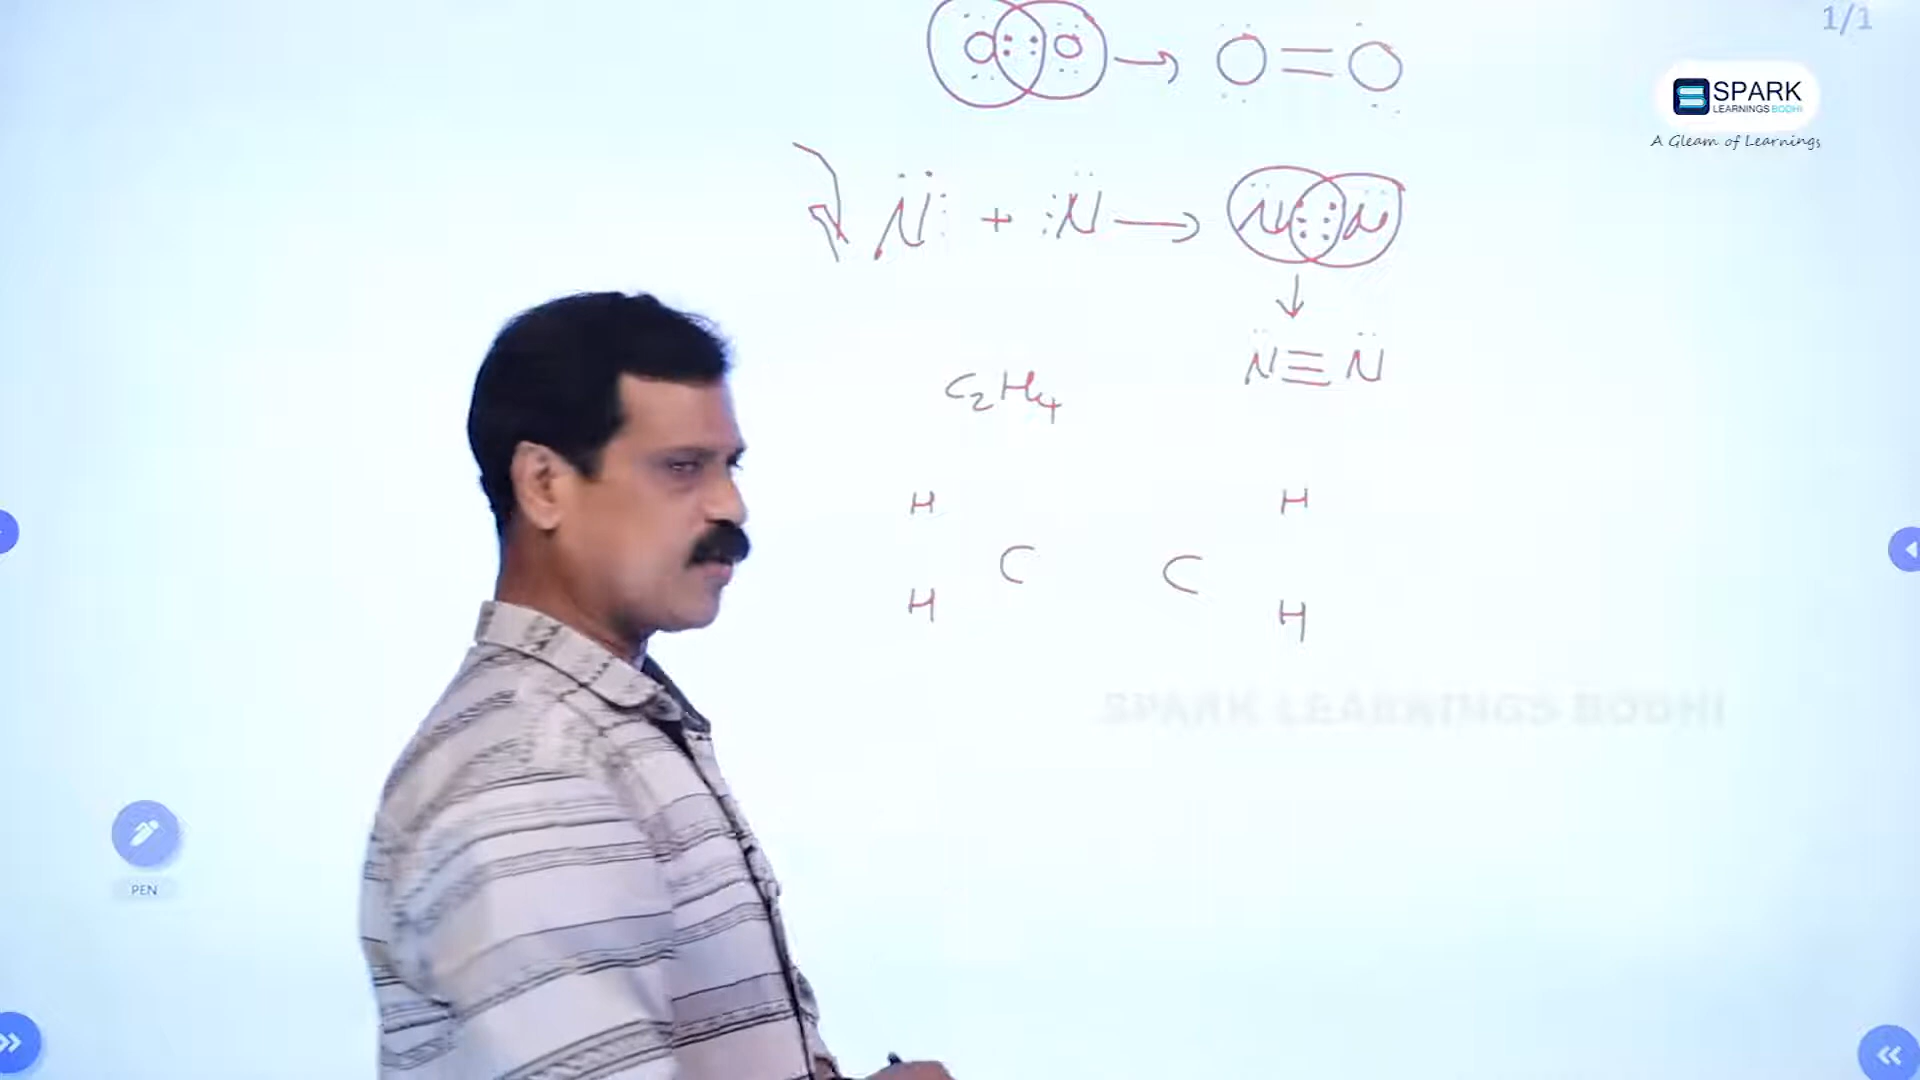 1/1
O O → O = O
SPARK
LEARNINGS BODHI
A Gleam of Learnings
N + N → N N
↓
N ≡ N
C₂H₄
H H
C C
H H
SPARK LEARNINGS BODHI
PEN